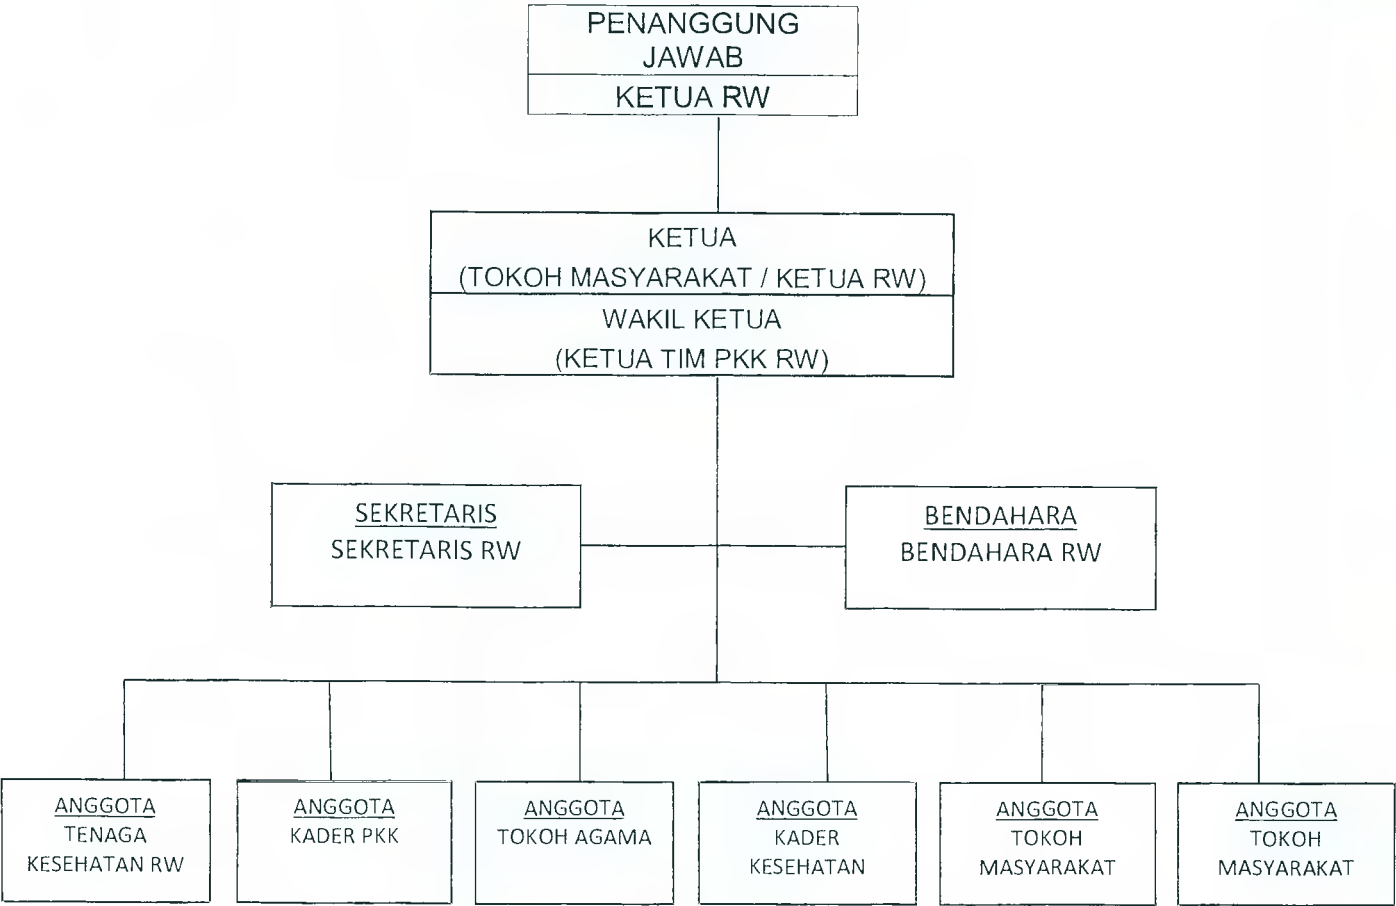 PENANGGUNG
JAWAB
KETUA RW
KETUA
(TOKOH MASYARAKAT / KETUA RW)
WAKIL KETUA
(KETUA TIM PKK RW)
SEKRETARIS
SEKRETARIS RW
BENDAHARA
BENDAHARA RW
ANGGOTA
TENAGA
KESEHATAN RW
ANGGOTA
KADER PKK
ANGGOTA
TOKOH AGAMA
ANGGOTA
KADER
KESEHATAN
ANGGOTA
TOKOH
MASYARAKAT
ANGGOTA
TOKOH
MASYARAKAT